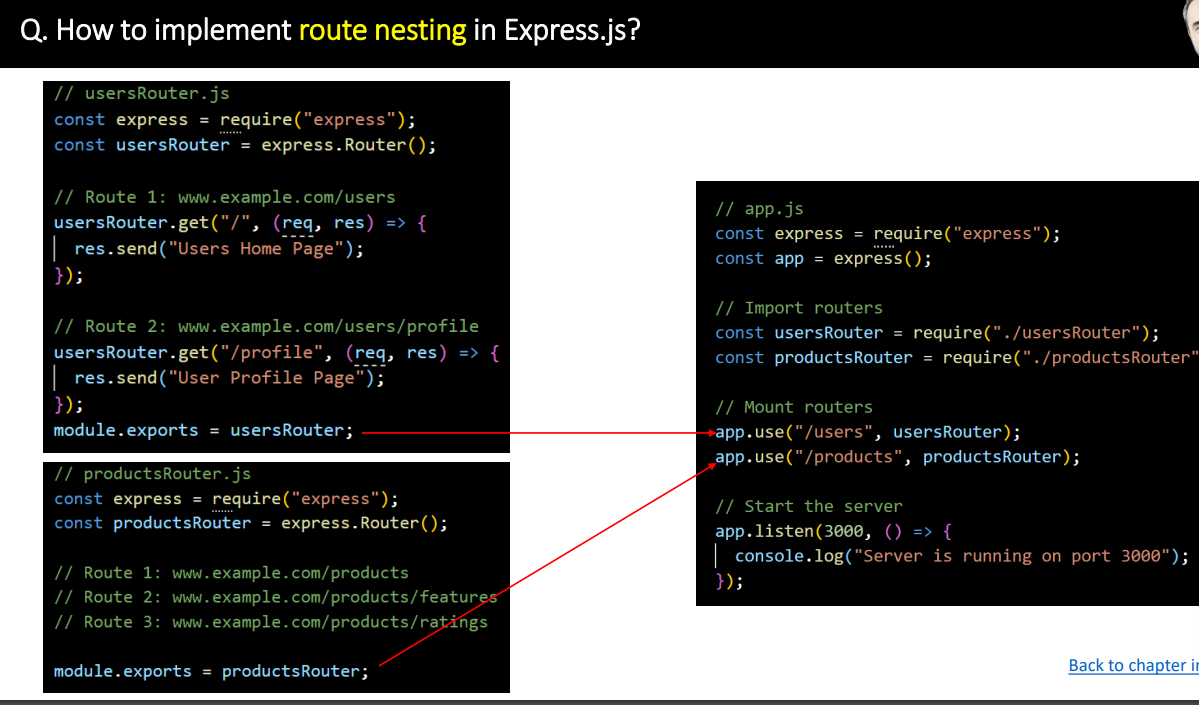 Q. How to implement route nesting in Express.js?
// usersRouter.js
const express = require("express");
const usersRouter = express.Router();
// Route 1: www.example.com/users
usersRouter.get("/", (req, res) => {
res.send("Users Home Page");
});
// Route 2: www.example.com/users/profile
usersRouter.get("/profile", (req, res) => {
res.send("User Profile Page");
});
module.exports = usersRouter;
// productsRouter.js
const express = require("express");
const productsRouter = express.Router();
// Route 1: www.example.com/products
// Route 2: www.example.com/products/features
// Route 3: www.example.com/products/ratings
module.exports = productsRouter;
// app.js
const express = require("express");
const app = express();
// Import routers
const usersRouter = require("./usersRouter");
const productsRouter = require("./productsRouter"
// Mount routers
app.use("/users", usersRouter);
app.use("/products", productsRouter);
// Start the server
app.listen(3000, () => {
console.log("Server is running on port 3000");
});
Back to chapter